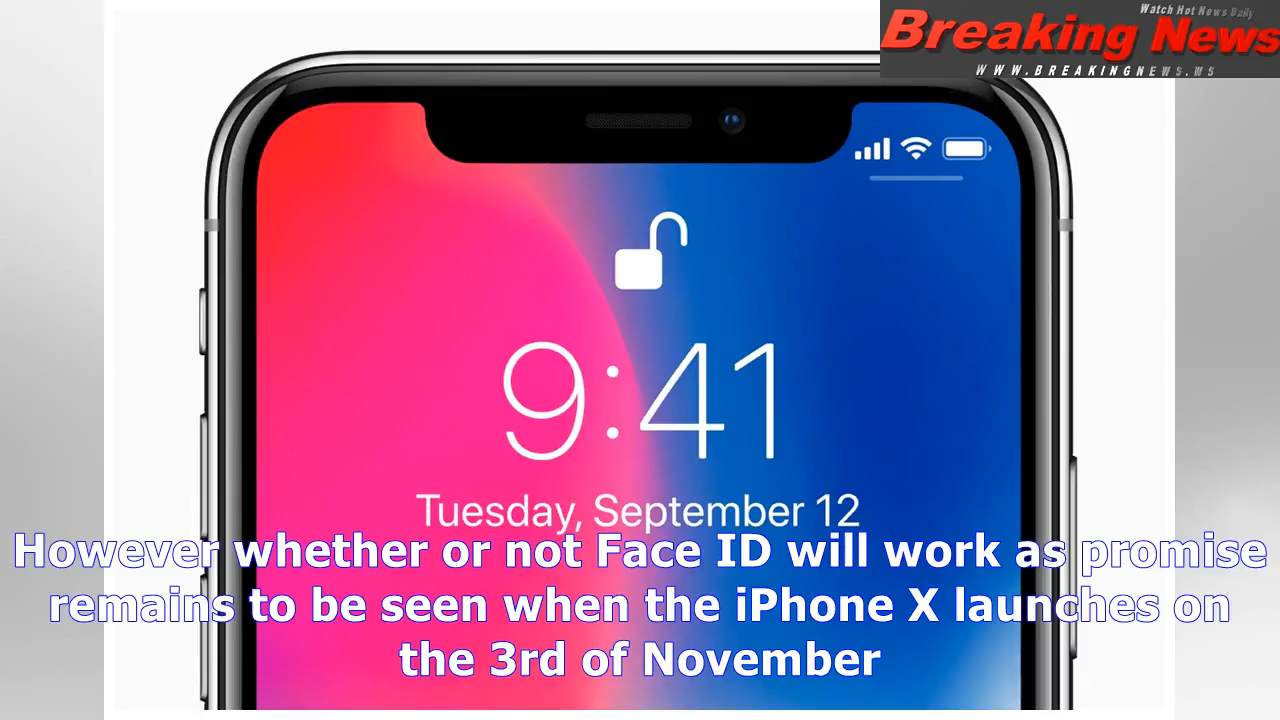 Watch Hot News Daily
Breaking News
WWW.BREAKINGNEWS.WS
9:41
Tuesday, September 12
However whether or not Face ID will work as promise
remains to be seen when the iPhone X launches on
the 3rd of November